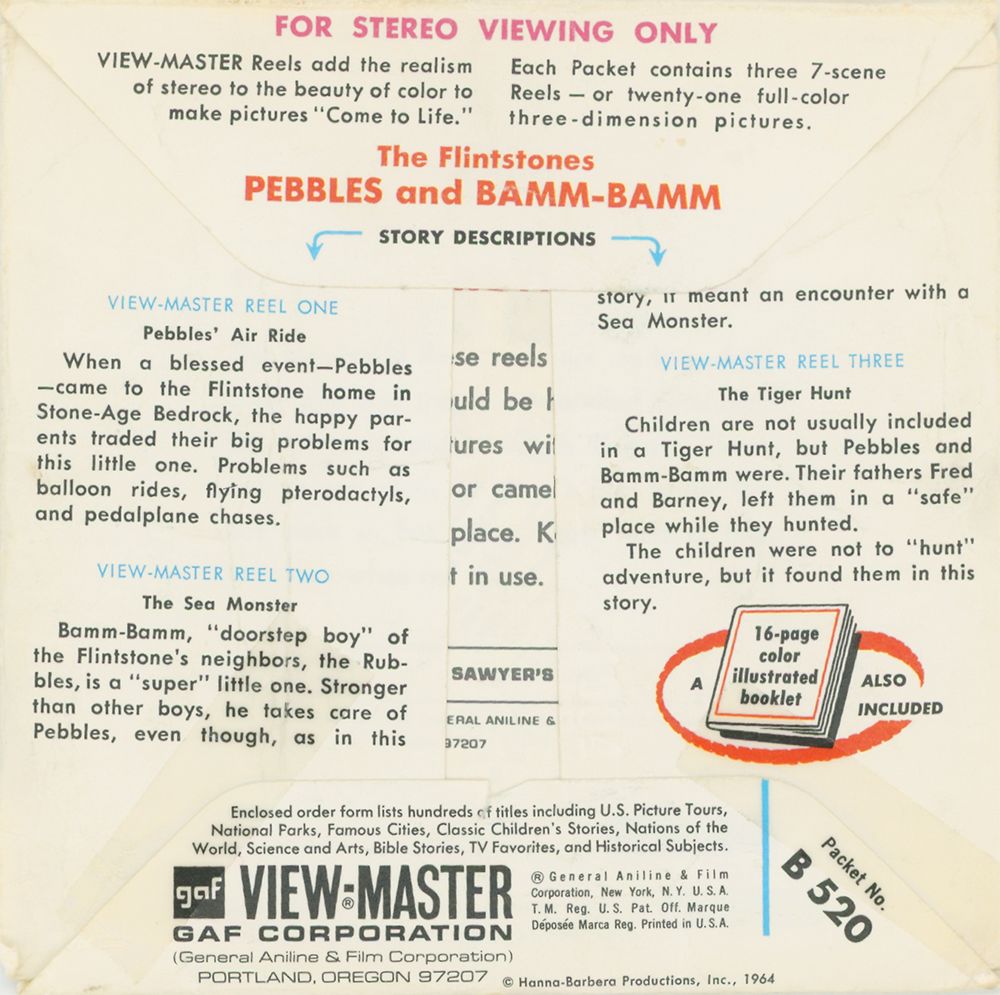 FOR STEREO VIEWING ONLY
VIEW-MASTER Reels add the realism
of stereo to the beauty of color to
make pictures "Come to Life."
Each Packet contains three 7-scene
Reels — or twenty-one full-color
three-dimension pictures.
The Flintstones
PEBBLES and BAMM-BAMM
STORY DESCRIPTIONS
VIEW-MASTER REEL ONE
Pebbles' Air Ride
When a blessed event—Pebbles
—came to the Flintstone home in
Stone-Age Bedrock, the happy par-
ents traded their big problems for
this little one. Problems such as
balloon rides, flying pterodactyls,
and pedalplane chases.
VIEW-MASTER REEL TWO
The Sea Monster
Bamm-Bamm, "doorstep boy" of
the Flintstone's neighbors, the Rub-
bles, is a "super" little one. Stronger
than other boys, he takes care of
Pebbles, even though, as in this
se reels
uld be
tures wi
or came
place. K
t in use.
SAWYER'S
ERAL ANILINE &
97207
story, it meant an encounter with a
Sea Monster.
VIEW-MASTER REEL THREE
The Tiger Hunt
Children are not usually included
in a Tiger Hunt, but Pebbles and
Bamm-Bamm were. Their fathers Fred
and Barney, left them in a "safe"
place while they hunted.
The children were not to "hunt"
adventure, but it found them in this
story.
A
16-page
color
illustrated
booklet
ALSO
INCLUDED
Enclosed order form lists hundreds of titles including U.S. Picture Tours,
National Parks, Famous Cities, Classic Children's Stories, Nations of the
World, Science and Arts, Bible Stories, TV Favorites, and Historical Subjects.
gaf VIEW-MASTER®
GAF CORPORATION
(General Aniline & Film Corporation)
PORTLAND, OREGON 97207
® General Aniline & Film
Corporation, New York, N.Y. U.S.A.
T.M. Reg. U.S. Pat. Off. Marque
Déposée Marca Reg. Printed in U.S.A.
© Hanna-Barbera Productions, Inc., 1964
Packet No.
B 520